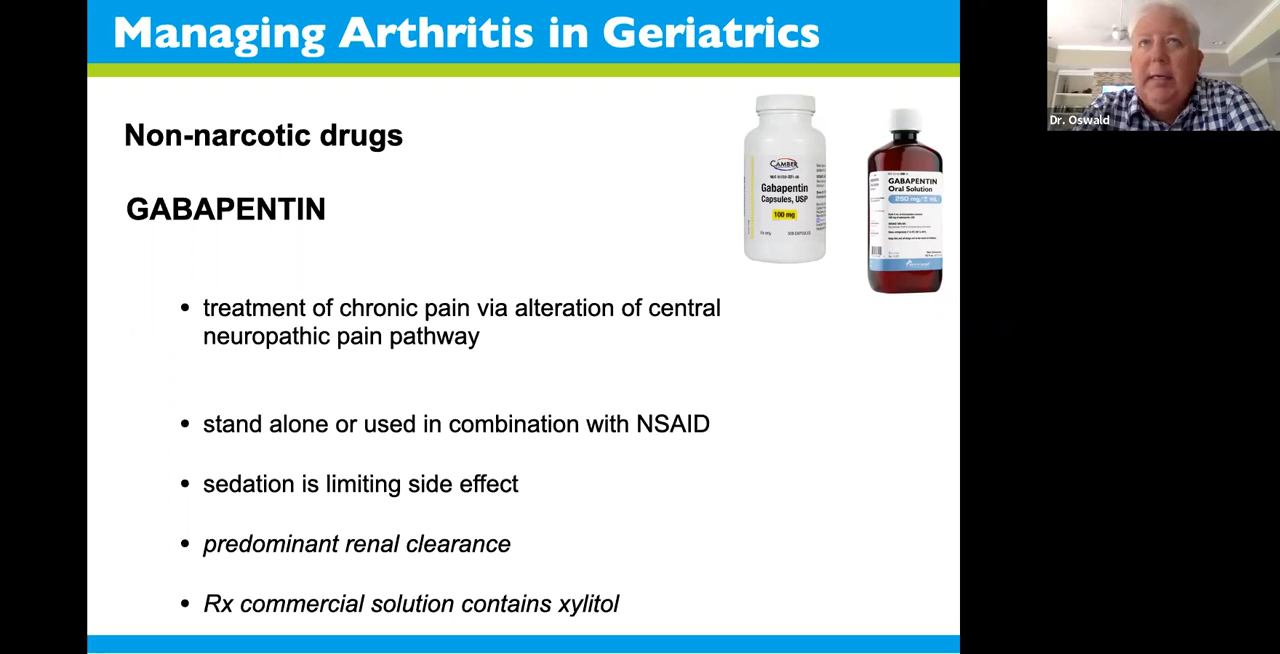 Managing Arthritis in Geriatrics
Dr. Oswald
Non-narcotic drugs
GABAPENTIN
CAMBER
Gabapentin
Capsules, USP
100 mg
GABAPENTIN
Oral Solution
250 mg/5 mL
• treatment of chronic pain via alteration of central
neuropathic pain pathway
• stand alone or used in combination with NSAID
• sedation is limiting side effect
• predominant renal clearance
• Rx commercial solution contains xylitol